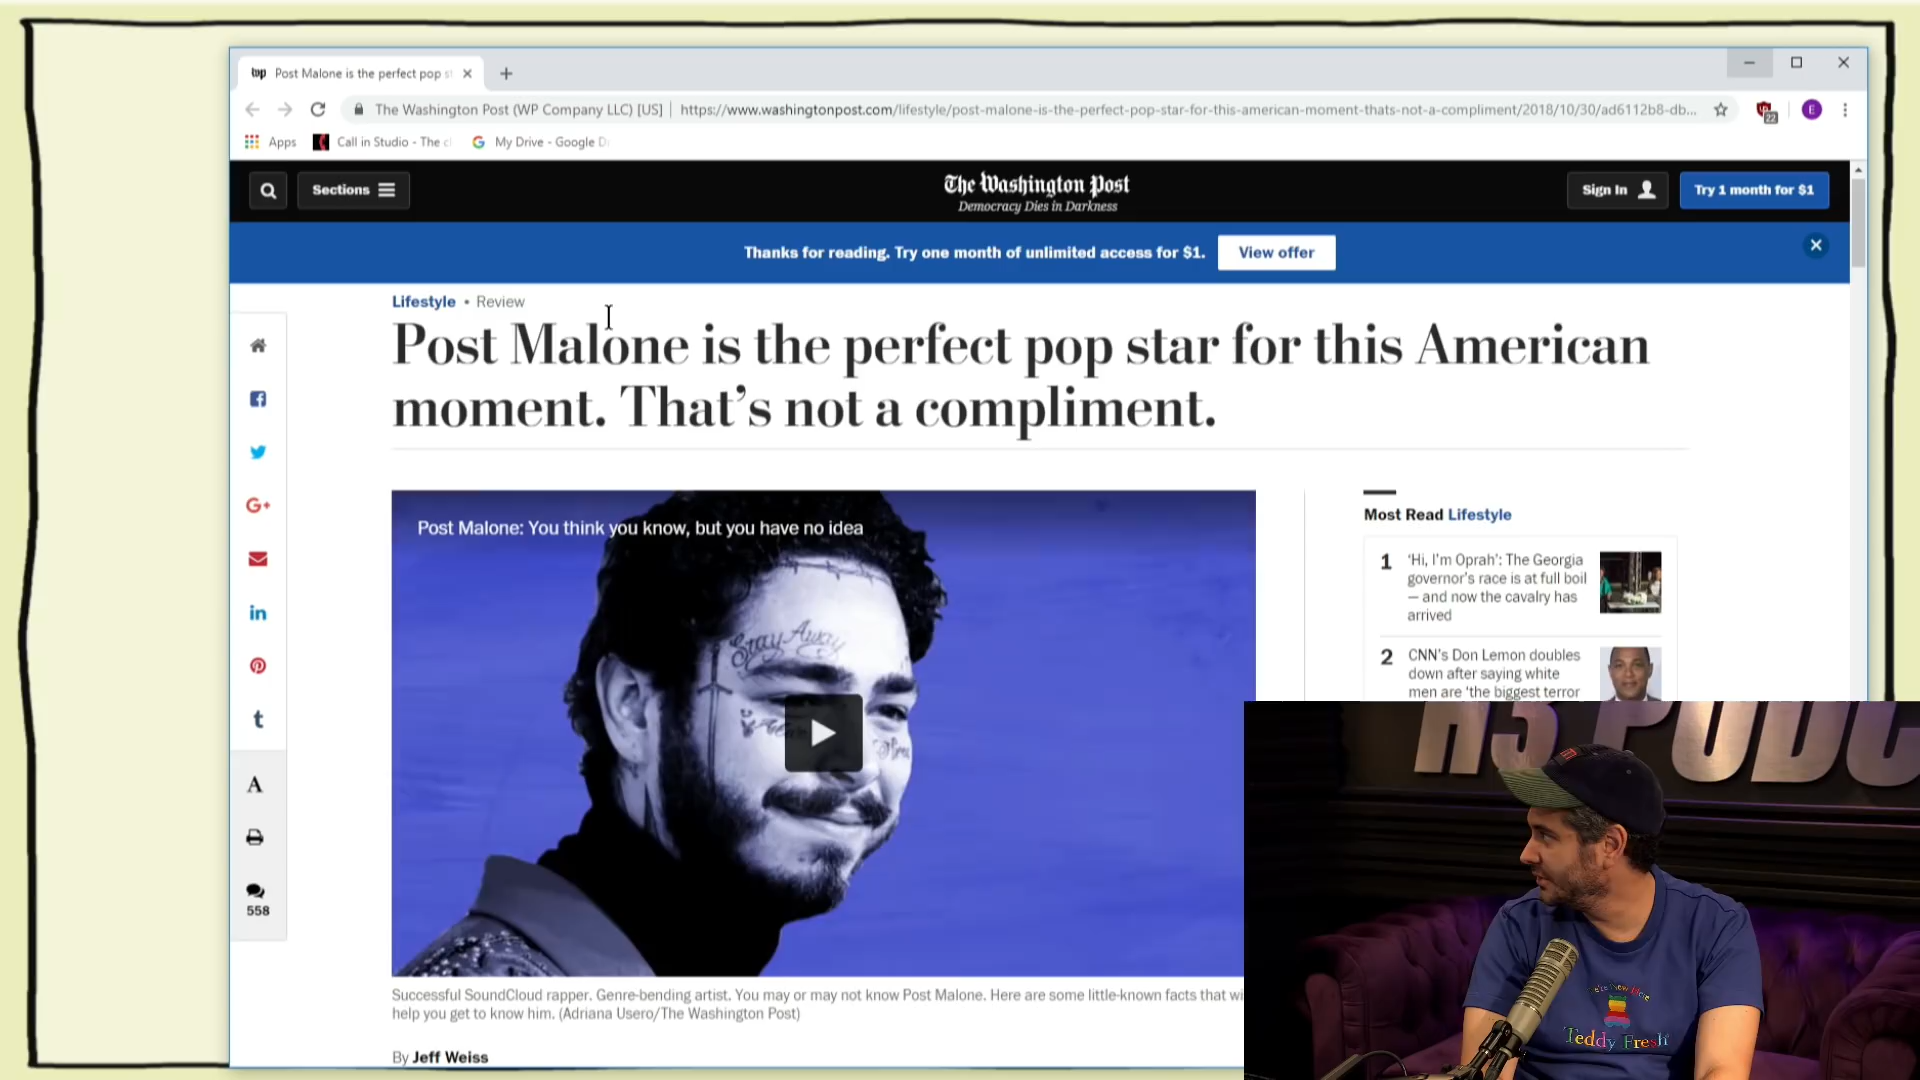 wp Post Malone is the perfect pop st
The Washington Post (WP Company LLC) [US] | https://www.washingtonpost.com/lifestyle/post-malone-is-the-perfect-pop-star-for-this-american-moment-thats-not-a-compliment/2018/10/30/ad6112b8-db...
22
E
Apps Call in Studio - The cl My Drive - Google Dr
Sections The Washington Post Sign In Try 1 month for $1
Democracy Dies in Darkness
Thanks for reading. Try one month of unlimited access for $1. View offer
Lifestyle • Review
Post Malone is the perfect pop star for this American
moment. That’s not a compliment.
Post Malone: You think you know, but you have no idea
Stay Away
Most Read Lifestyle
1 ‘Hi, I’m Oprah’: The Georgia
governor’s race is at full boil
— and now the cavalry has
arrived
2 CNN’s Don Lemon doubles
down after saying white
men are ‘the biggest terror
G+
in
t
A
558
Successful SoundCloud rapper. Genre-bending artist. You may or may not know Post Malone. Here are some little-known facts that wi
help you get to know him. (Adriana Usero/The Washington Post)
By Jeff Weiss
H3 PODC
Teddy Fresh